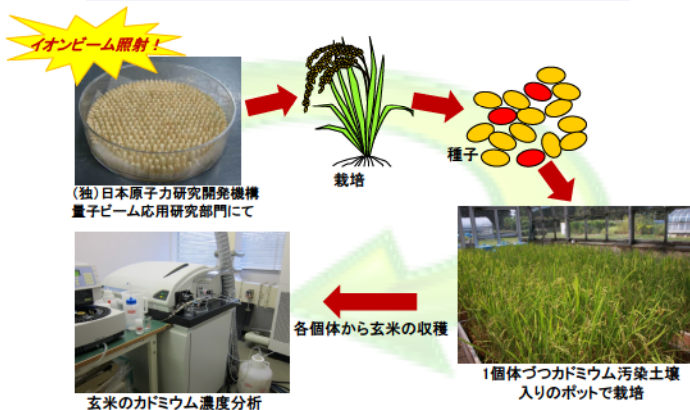 イオンビーム照射！
(独)日本原子力研究開発機構
量子ビーム応用研究部門にて
栽培
種子
1個体づつカドミウム汚染土壌
入りのポットで栽培
各個体から玄米の収穫
玄米のカドミウム濃度分析